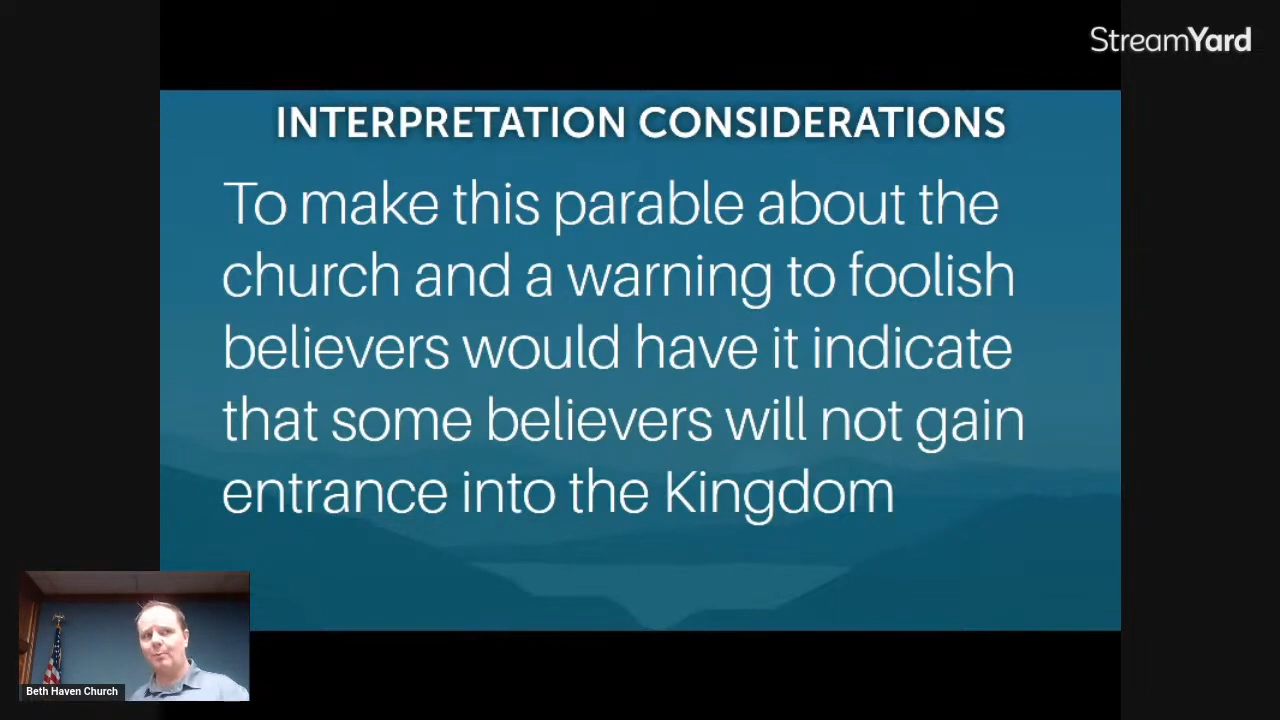 StreamYard
INTERPRETATION CONSIDERATIONS
To make this parable about the
church and a warning to foolish
believers would have it indicate
that some believers will not gain
entrance into the Kingdom
Beth Haven Church